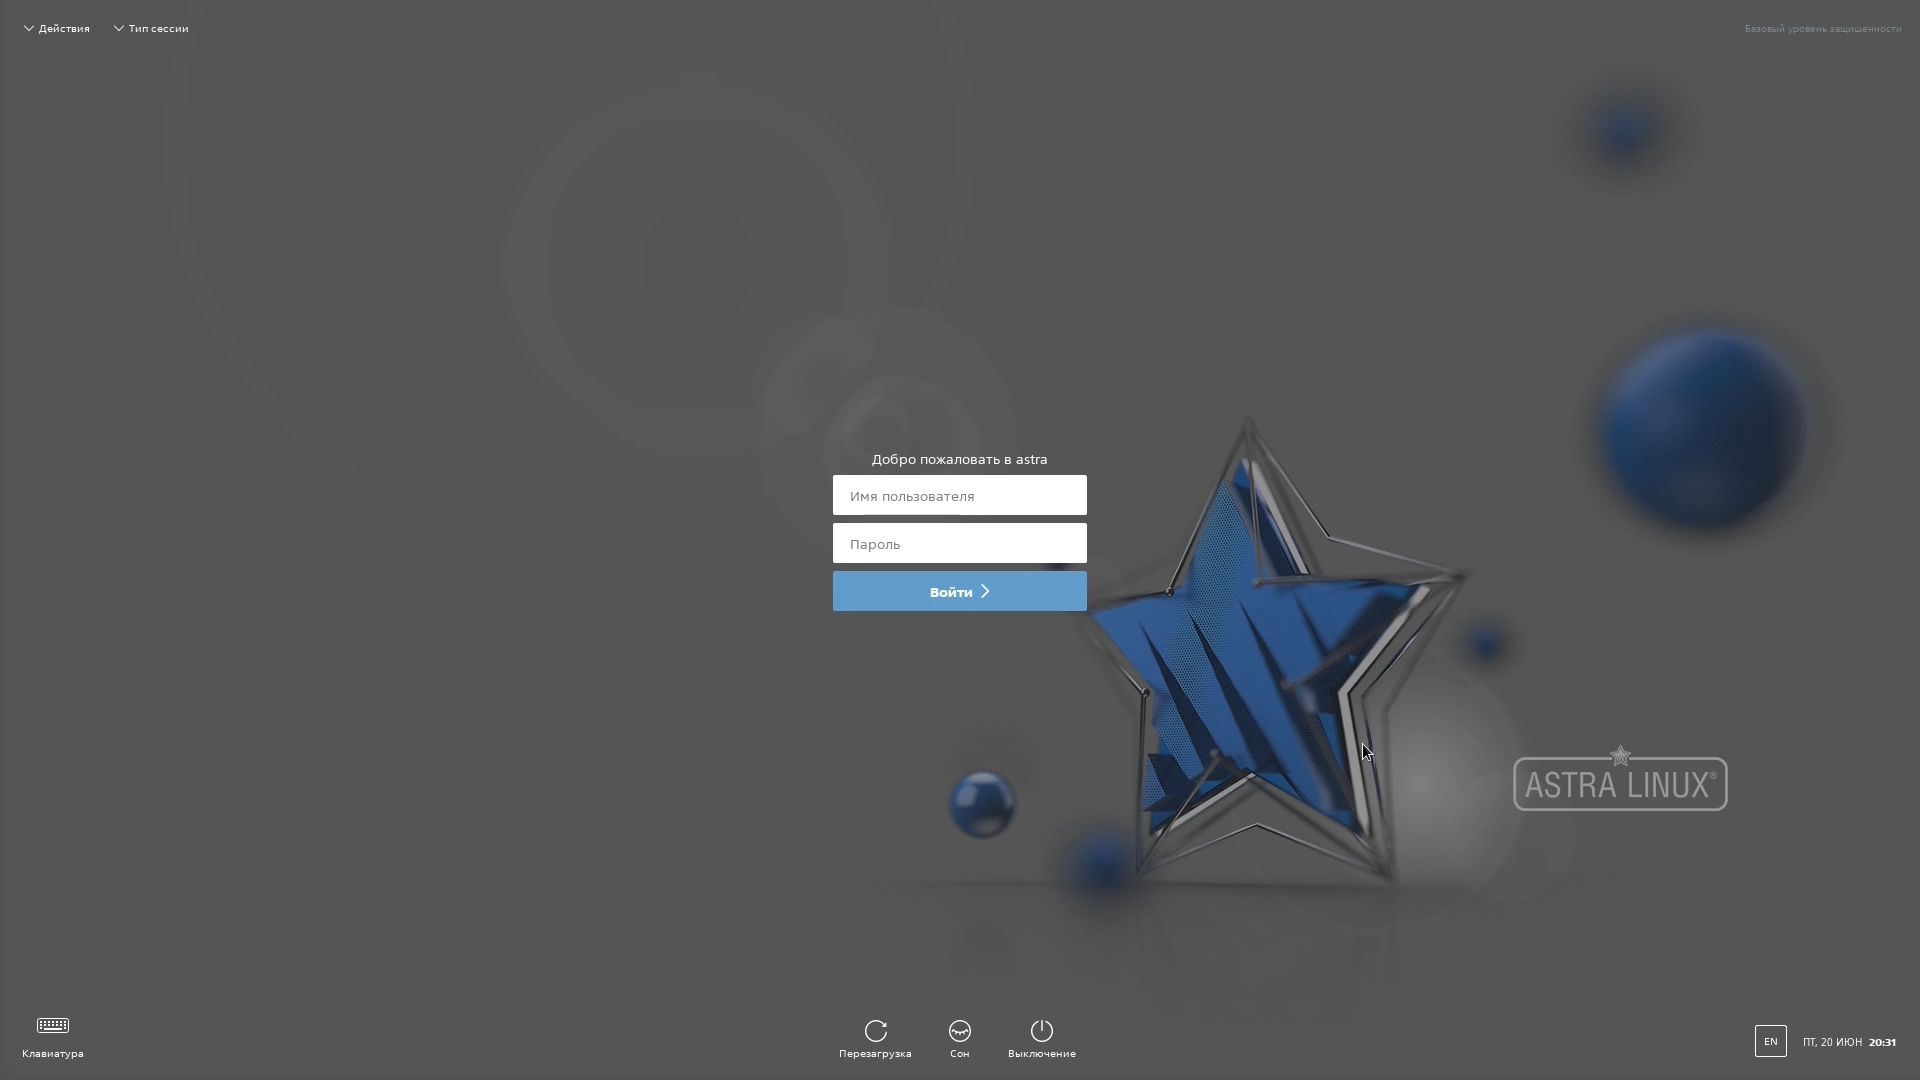 Действия
Тип сессии
Базовый уровень защищенности
Добро пожаловать в astra
Имя пользователя
Пароль
Войти
ASTRA LINUX®
Клавиатура
Перезагрузка
Сон
Выключение
EN
ПТ, 20 ИЮН 20:31